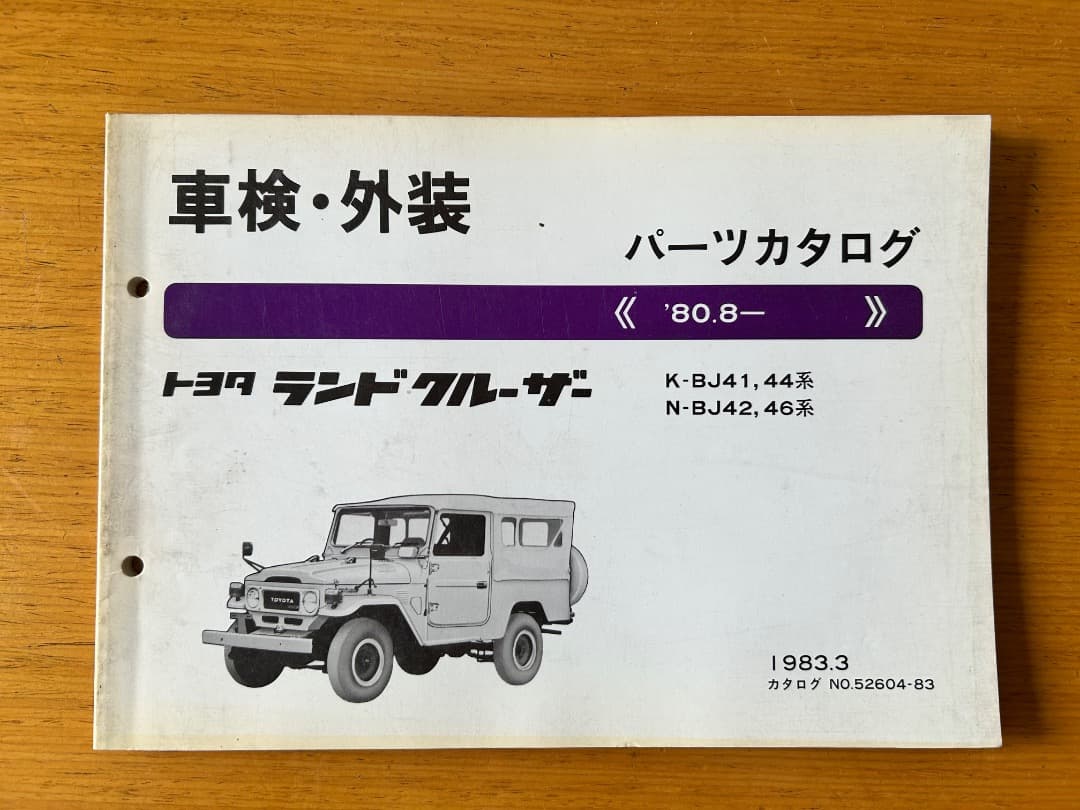 車検・外装
パーツカタログ
《 '80.8— 》
トヨタ ランドクルーザー
K-BJ41, 44系
N-BJ42, 46系
TOYOTA
1983.3
カタログ NO.52604-83